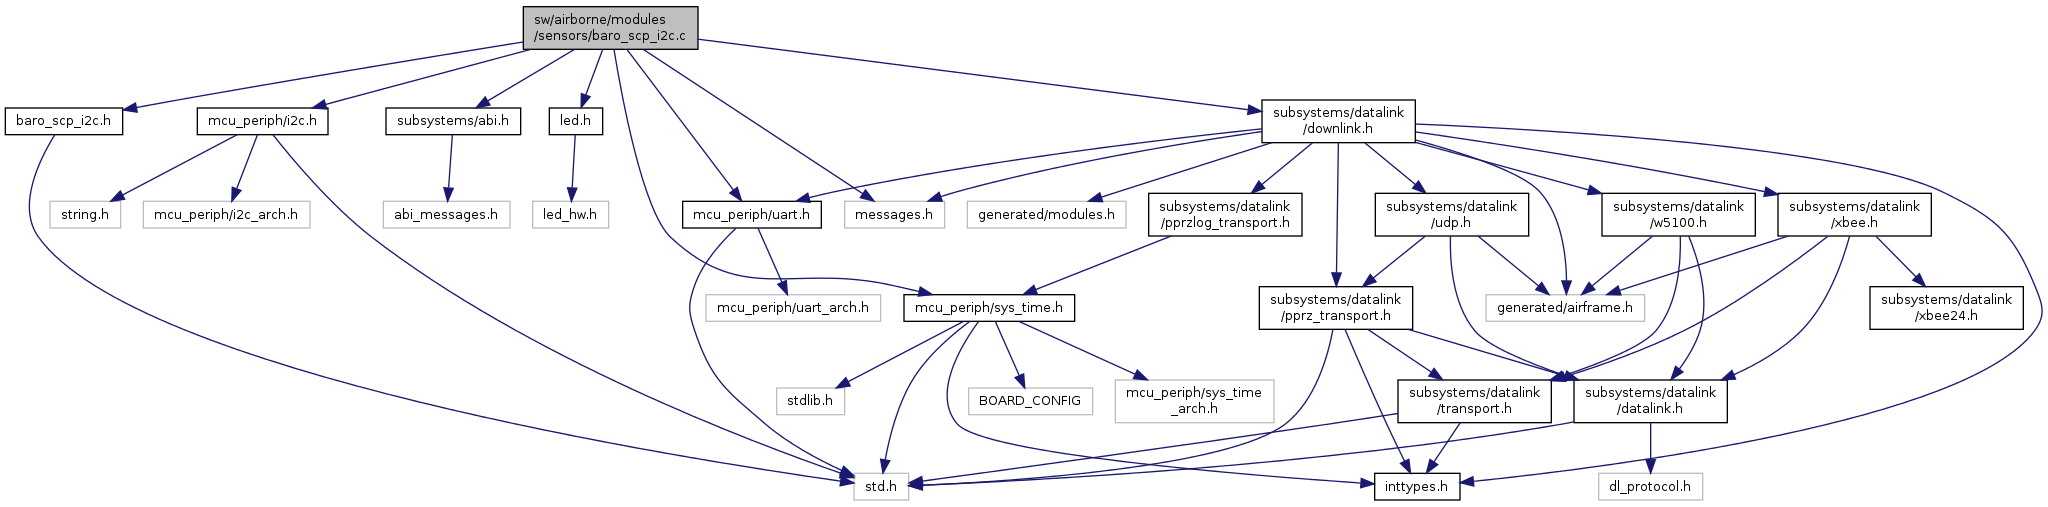 sw/airborne/modules
/sensors/baro_scp_i2c.c
baro_scp_i2c.h
mcu_periph/i2c.h
subsystems/abi.h
led.h
subsystems/datalink
/downlink.h
string.h
mcu_periph/i2c_arch.h
abi_messages.h
led_hw.h
mcu_periph/uart.h
messages.h
generated/modules.h
subsystems/datalink
/pprzlog_transport.h
subsystems/datalink
/udp.h
subsystems/datalink
/w5100.h
subsystems/datalink
/xbee.h
mcu_periph/uart_arch.h
mcu_periph/sys_time.h
subsystems/datalink
/pprz_transport.h
generated/airframe.h
subsystems/datalink
/xbee24.h
stdlib.h
BOARD_CONFIG
mcu_periph/sys_time
_arch.h
subsystems/datalink
/transport.h
subsystems/datalink
/datalink.h
std.h
inttypes.h
dl_protocol.h